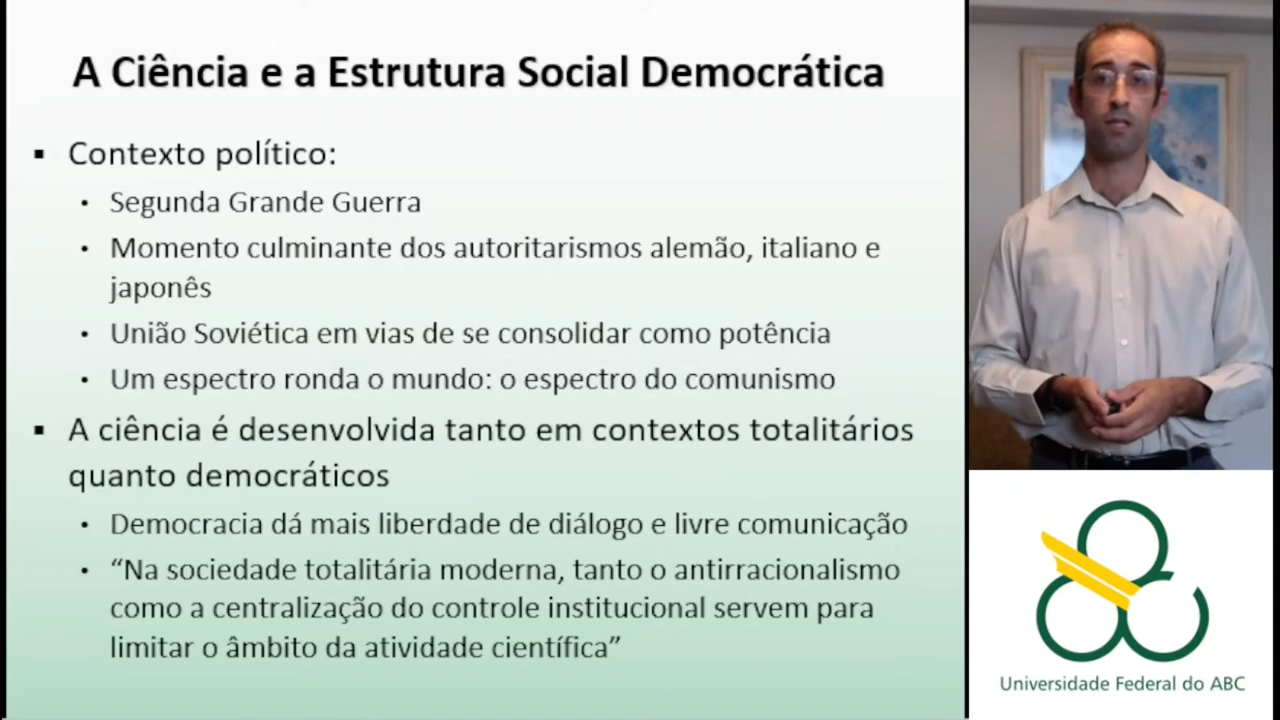 A Ciência e a Estrutura Social Democrática
▪ Contexto político:
• Segunda Grande Guerra
• Momento culminante dos autoritarismos alemão, italiano e
japonês
• União Soviética em vias de se consolidar como potência
• Um espectro ronda o mundo: o espectro do comunismo
▪ A ciência é desenvolvida tanto em contextos totalitários
quanto democráticos
• Democracia dá mais liberdade de diálogo e livre comunicação
• “Na sociedade totalitária moderna, tanto o antirracionalismo
como a centralização do controle institucional servem para
limitar o âmbito da atividade científica”
Universidade Federal do ABC